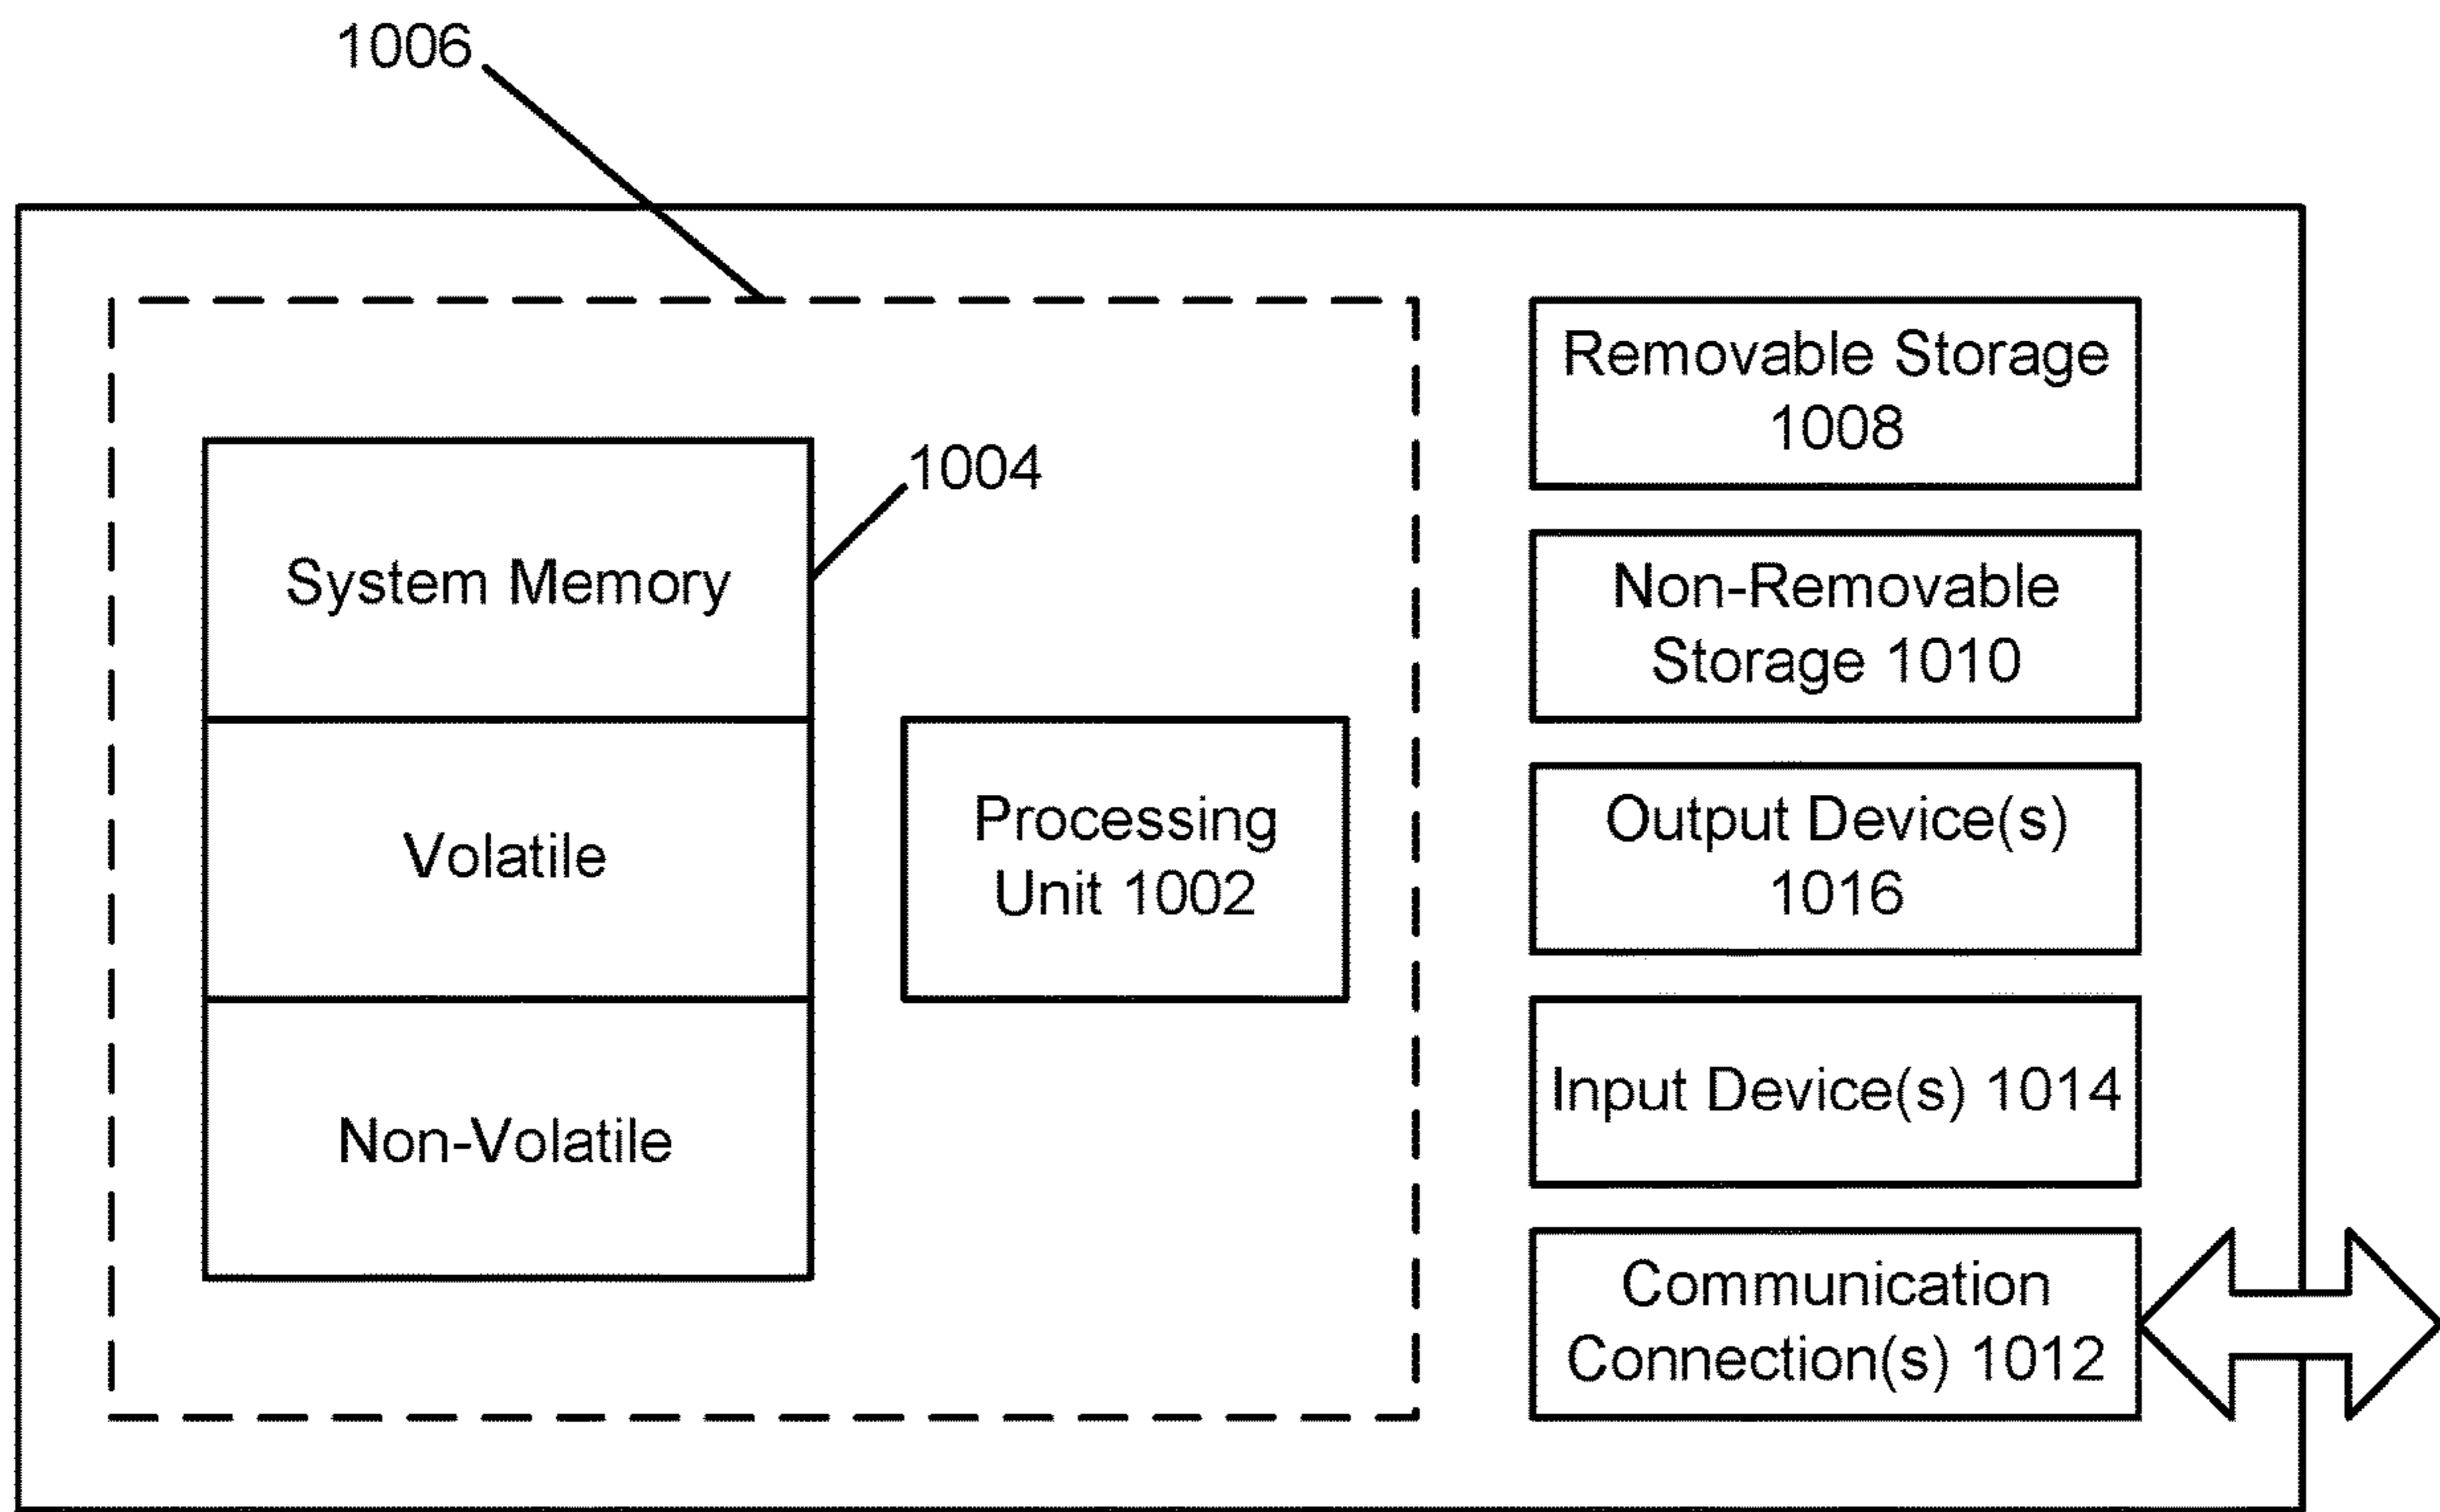 1006
1004
System Memory
Volatile
Non-Volatile
Processing
Unit 1002
Removable Storage
1008
Non-Removable
Storage 1010
Output Device(s)
1016
Input Device(s) 1014
Communication
Connection(s) 1012